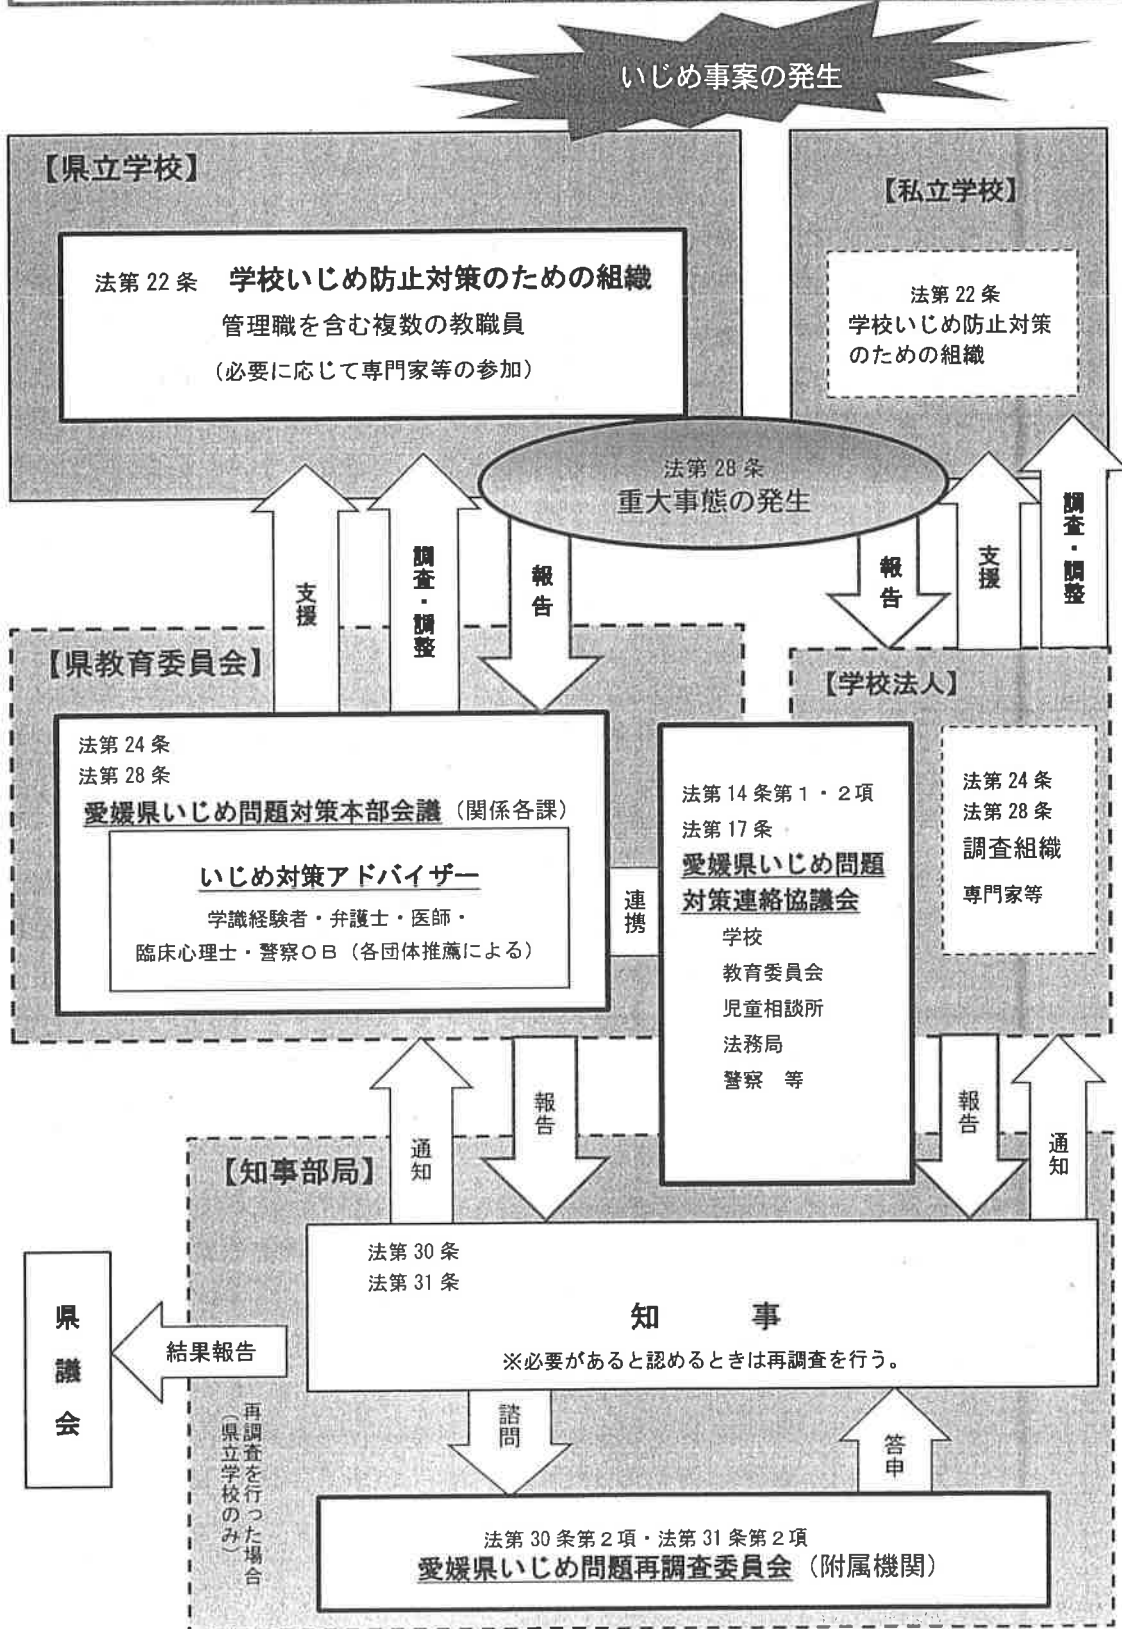 いじめ事案の発生
【県立学校】
法第22条　学校いじめ防止対策のための組織
管理職を含む複数の教職員
(必要に応じて専門家等の参加)
【私立学校】
法第22条
学校いじめ防止対策
のための組織
法第28条
重大事態の発生
支援
調査・調整
報告
報告
支援
調査・調整
【県教育委員会】
法第24条
法第28条
愛媛県いじめ問題対策本部会議（関係各課）
いじめ対策アドバイザー
学識経験者・弁護士・医師・
臨床心理士・警察ＯＢ（各団体推薦による）
連携
法第14条第１・２項
法第17条
愛媛県いじめ問題
対策連絡協議会
学校
教育委員会
児童相談所
法務局
警察　等
【学校法人】
法第24条
法第28条
調査組織
専門家等
通知
報告
報告
通知
【知事部局】
法第30条
法第31条
知　事
※必要があると認めるときは再調査を行う。
県議会
結果報告
再調査を行った場合
（県立学校のみ）
諮問
答申
法第30条第２項・法第31条第２項
愛媛県いじめ問題再調査委員会（附属機関）